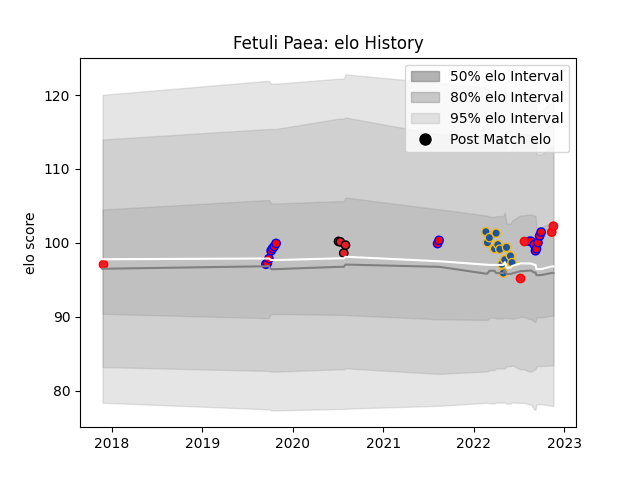 Fetuli Paea: elo History
50% elo Interval
80% elo Interval
95% elo Interval
Post Match elo
elo score
120
110
100
90
80
2018
2019
2020
2021
2022
2023